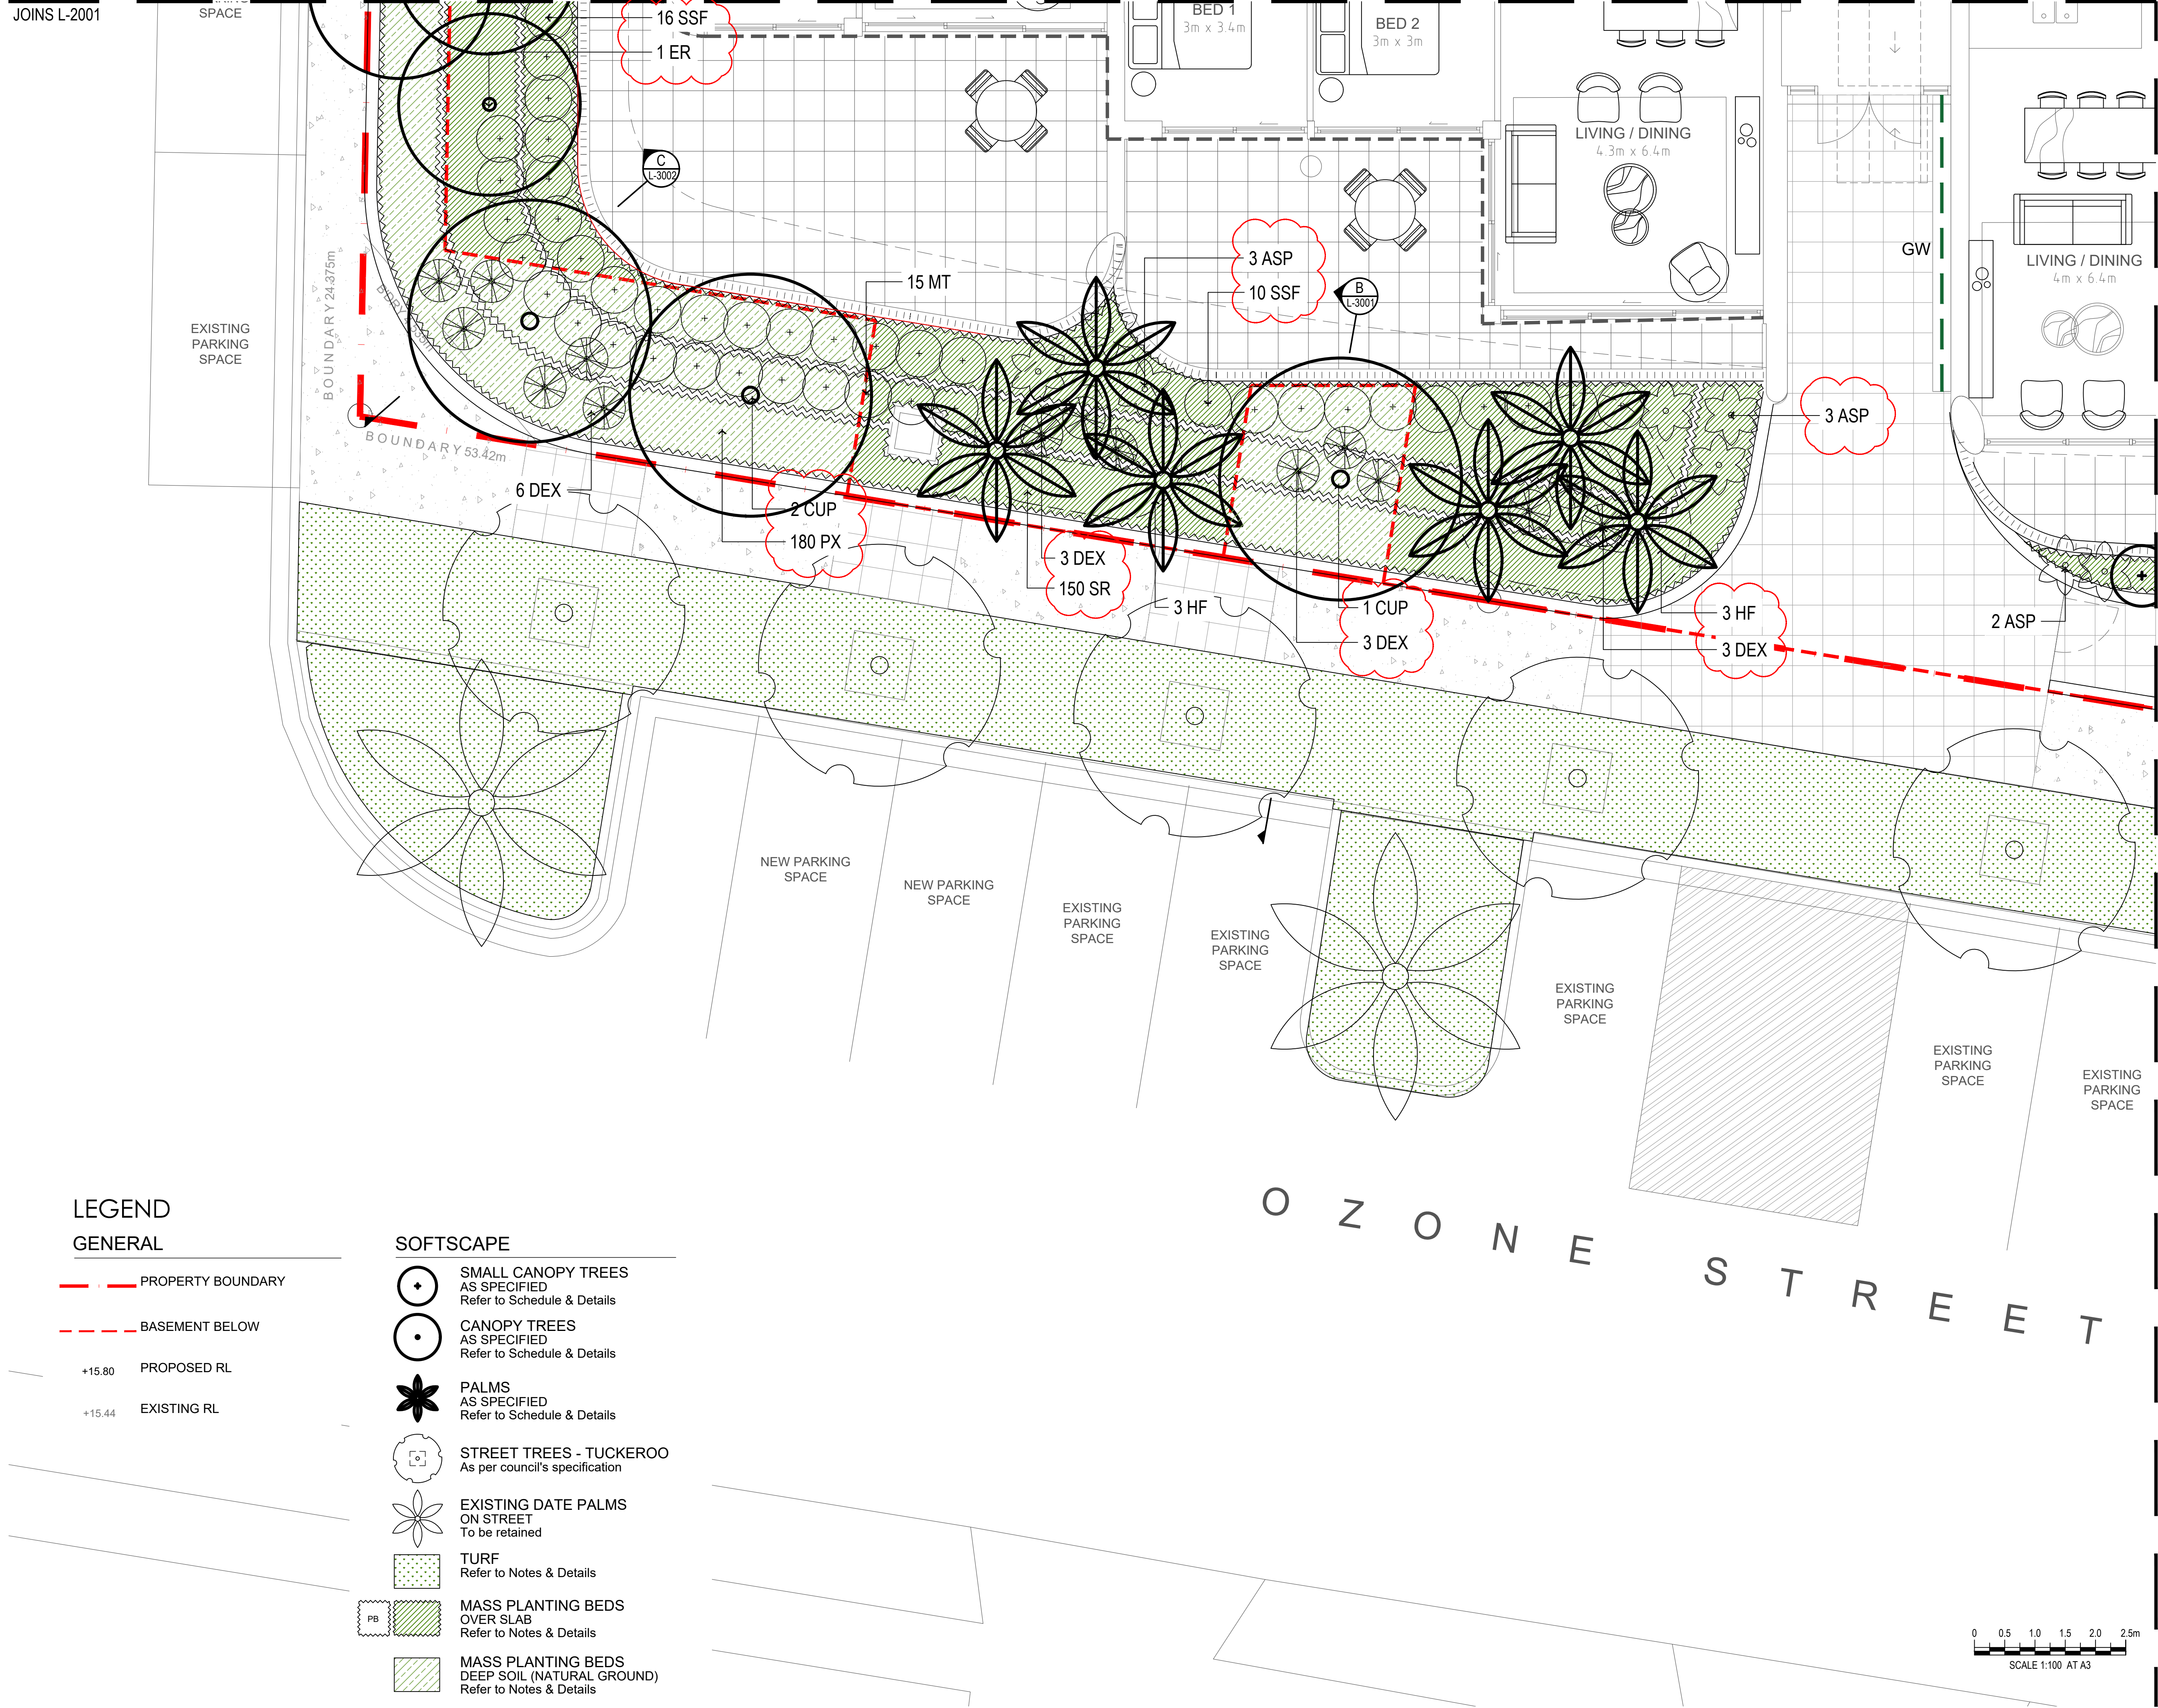 JOINS L-2001
SPACE
16 SSF
1 ER
BED 1
3m x 3.4m
BED 2
3m x 3m
LIVING / DINING
4.3m x 6.4m
C
L-3002
GW
LIVING / DINING
4m x 6.4m
3 ASP
10 SSF
B
L-3001
15 MT
BOUNDARY 24.375m
EXISTING
PARKING
SPACE
BOUNDARY 53.42m
6 DEX
2 CUP
180 PX
3 DEX
150 SR
3 HF
1 CUP
3 DEX
3 HF
3 DEX
3 ASP
2 ASP
NEW PARKING
SPACE
NEW PARKING
SPACE
EXISTING
PARKING
SPACE
EXISTING
PARKING
SPACE
EXISTING
PARKING
SPACE
EXISTING
PARKING
SPACE
EXISTING
PARKING
SPACE
OZONE STREET
LEGEND
GENERAL
PROPERTY BOUNDARY
BASEMENT BELOW
+15.80 PROPOSED RL
+15.44 EXISTING RL
SOFTSCAPE
SMALL CANOPY TREES
AS SPECIFIED
Refer to Schedule & Details
CANOPY TREES
AS SPECIFIED
Refer to Schedule & Details
PALMS
AS SPECIFIED
Refer to Schedule & Details
STREET TREES - TUCKEROO
As per council's specification
EXISTING DATE PALMS
ON STREET
To be retained
TURF
Refer to Notes & Details
PB
MASS PLANTING BEDS
OVER SLAB
Refer to Notes & Details
MASS PLANTING BEDS
DEEP SOIL (NATURAL GROUND)
Refer to Notes & Details
0 0.5 1.0 1.5 2.0 2.5m
SCALE 1:100 AT A3